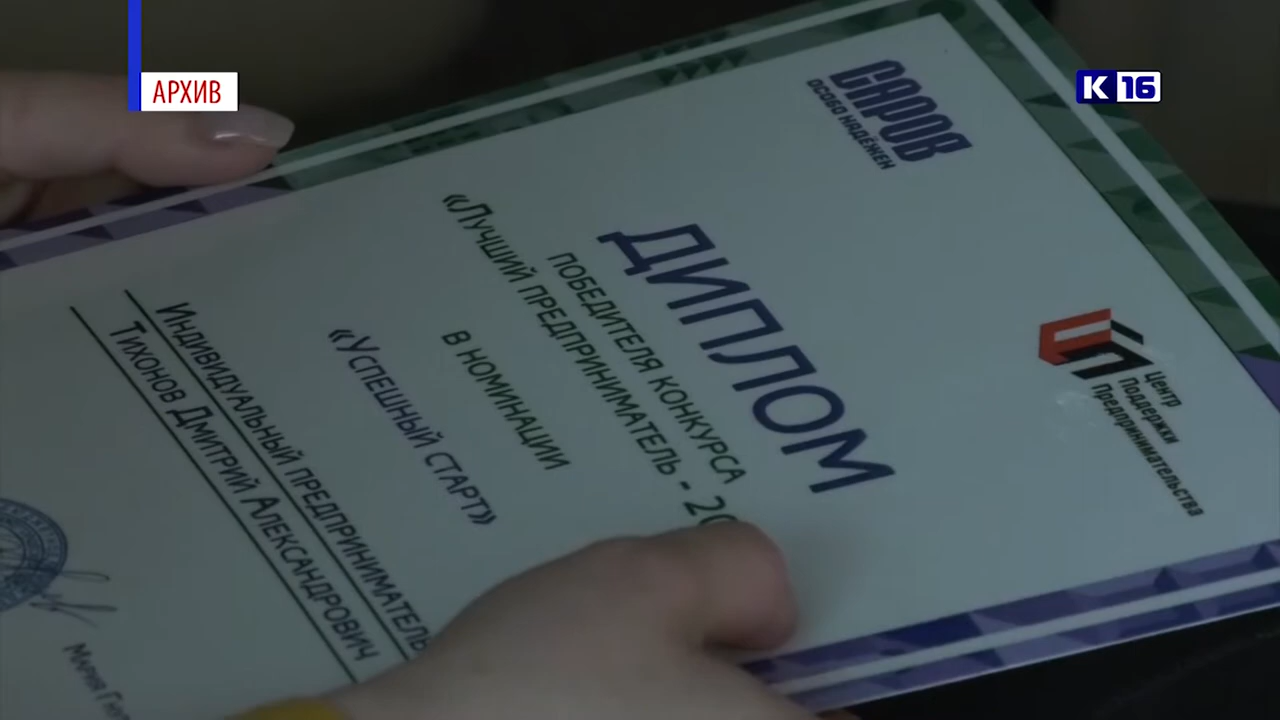 АРХИВ
К 16
САРОВ
ОСОБО НАДЁЖЕН
Центр
Поддержки
Предпринимательства
ДИПЛОМ
ПОБЕДИТЕЛЯ КОНКУРСА
«ЛУЧШИЙ ПРЕДПРИНИМАТЕЛЬ - 20
В НОМИНАЦИИ
«УСПЕШНЫЙ СТАРТ»
ИНДИВИДУАЛЬНЫЙ ПРЕДПРИНИМАТЕЛЬ
ТИХОНОВ ДМИТРИЙ АЛЕКСАНДРОВИЧ
МАРИЯ